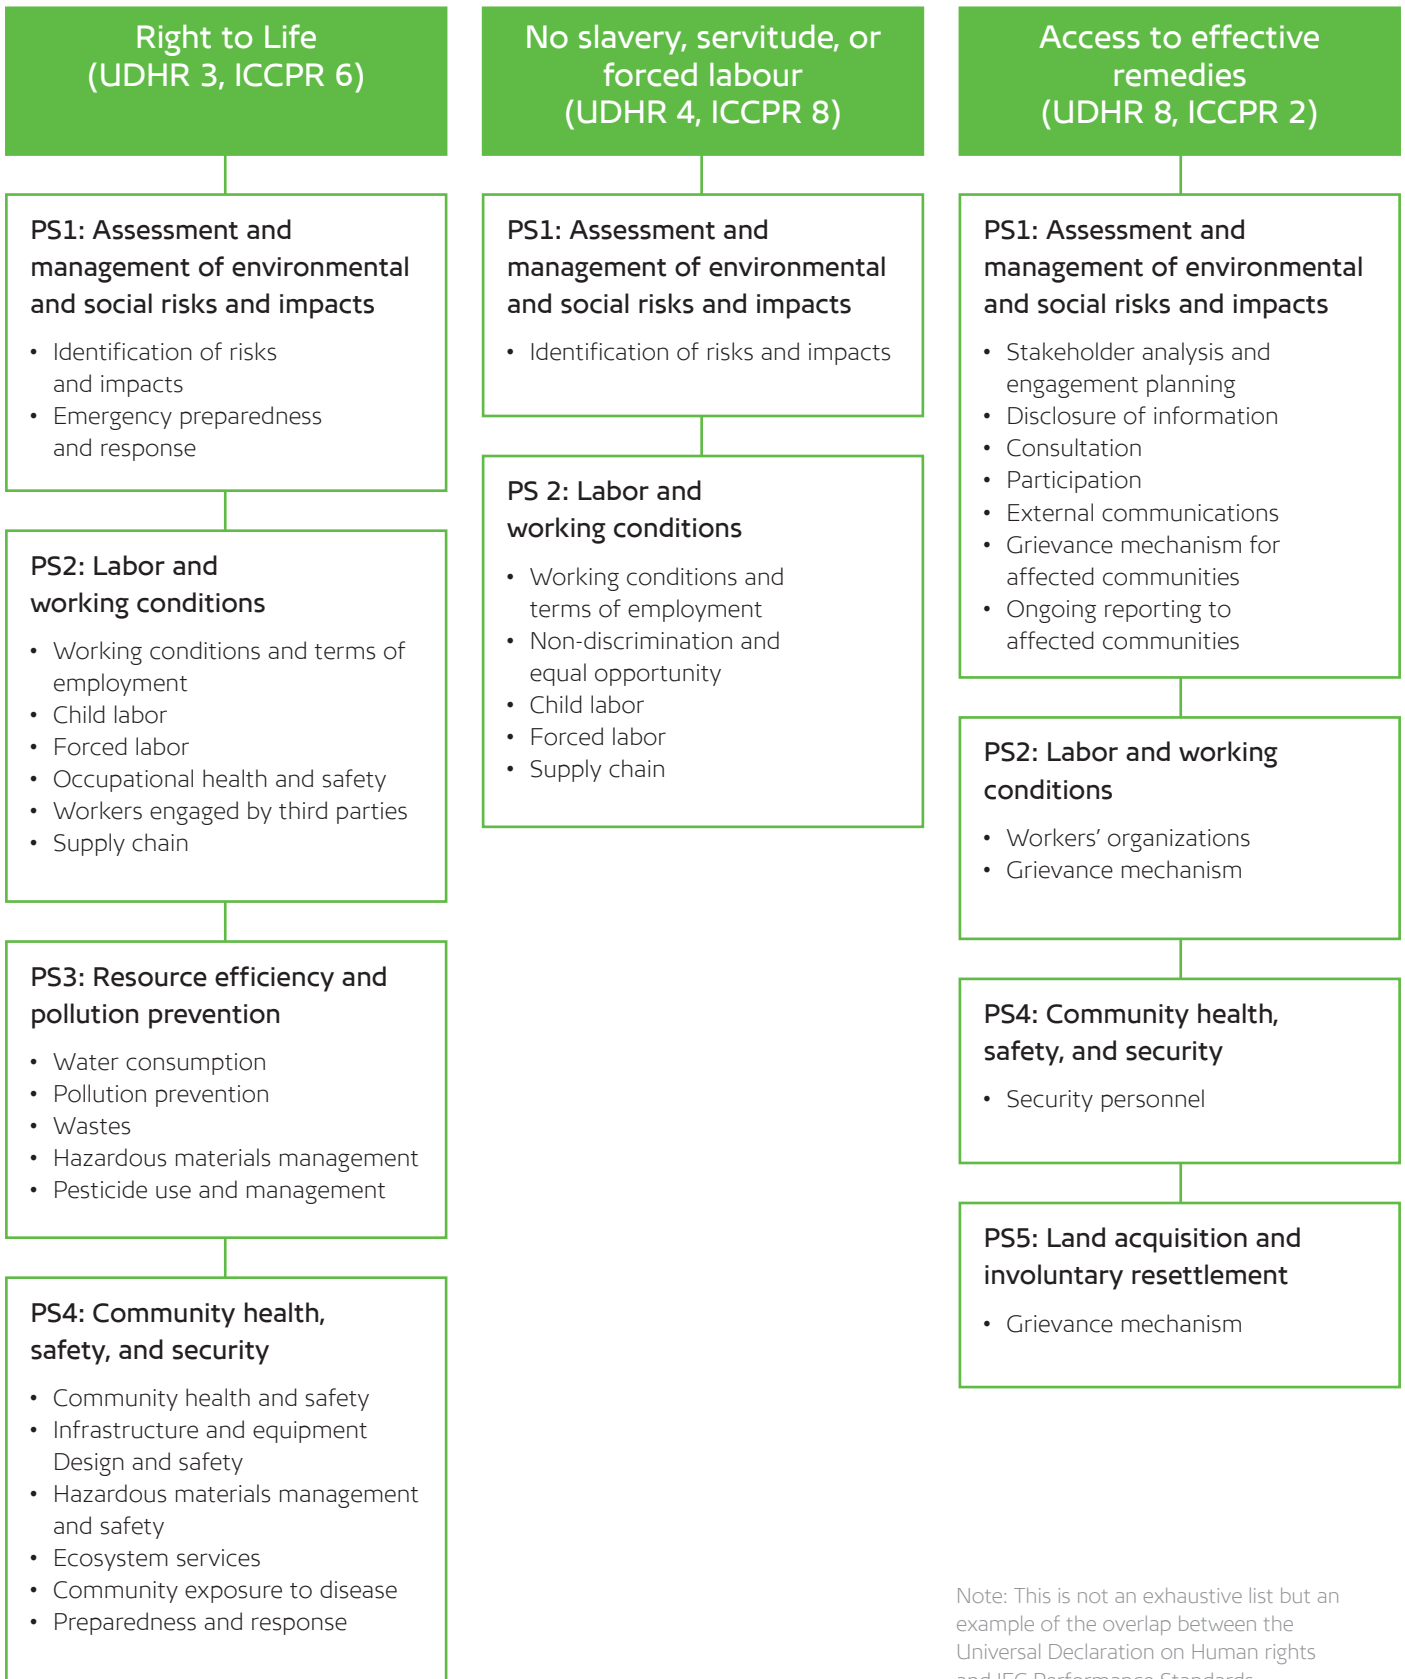 Right to Life
(UDHR 3, ICCPR 6)
PS1: Assessment and
management of environmental
and social risks and impacts
• Identification of risks
and impacts
• Emergency preparedness
and response
PS2: Labor and
working conditions
• Working conditions and terms of
employment
• Child labor
• Forced labor
• Occupational health and safety
• Workers engaged by third parties
• Supply chain
PS3: Resource efficiency and
pollution prevention
• Water consumption
• Pollution prevention
• Wastes
• Hazardous materials management
• Pesticide use and management
PS4: Community health,
safety, and security
• Community health and safety
• Infrastructure and equipment
Design and safety
• Hazardous materials management
and safety
• Ecosystem services
• Community exposure to disease
• Preparedness and response
No slavery, servitude, or
forced labour
(UDHR 4, ICCPR 8)
PS1: Assessment and
management of environmental
and social risks and impacts
• Identification of risks and impacts
PS 2: Labor and
working conditions
• Working conditions and
terms of employment
• Non-discrimination and
equal opportunity
• Child labor
• Forced labor
• Supply chain
Access to effective
remedies
(UDHR 8, ICCPR 2)
PS1: Assessment and
management of environmental
and social risks and impacts
• Stakeholder analysis and
engagement planning
• Disclosure of information
• Consultation
• Participation
• External communications
• Grievance mechanism for
affected communities
• Ongoing reporting to
affected communities
PS2: Labor and working
conditions
• Workers’ organizations
• Grievance mechanism
PS4: Community health,
safety, and security
• Security personnel
PS5: Land acquisition and
involuntary resettlement
• Grievance mechanism
Note: This is not an exhaustive list but an
example of the overlap between the
Universal Declaration on Human rights
and IFC Performance Standards